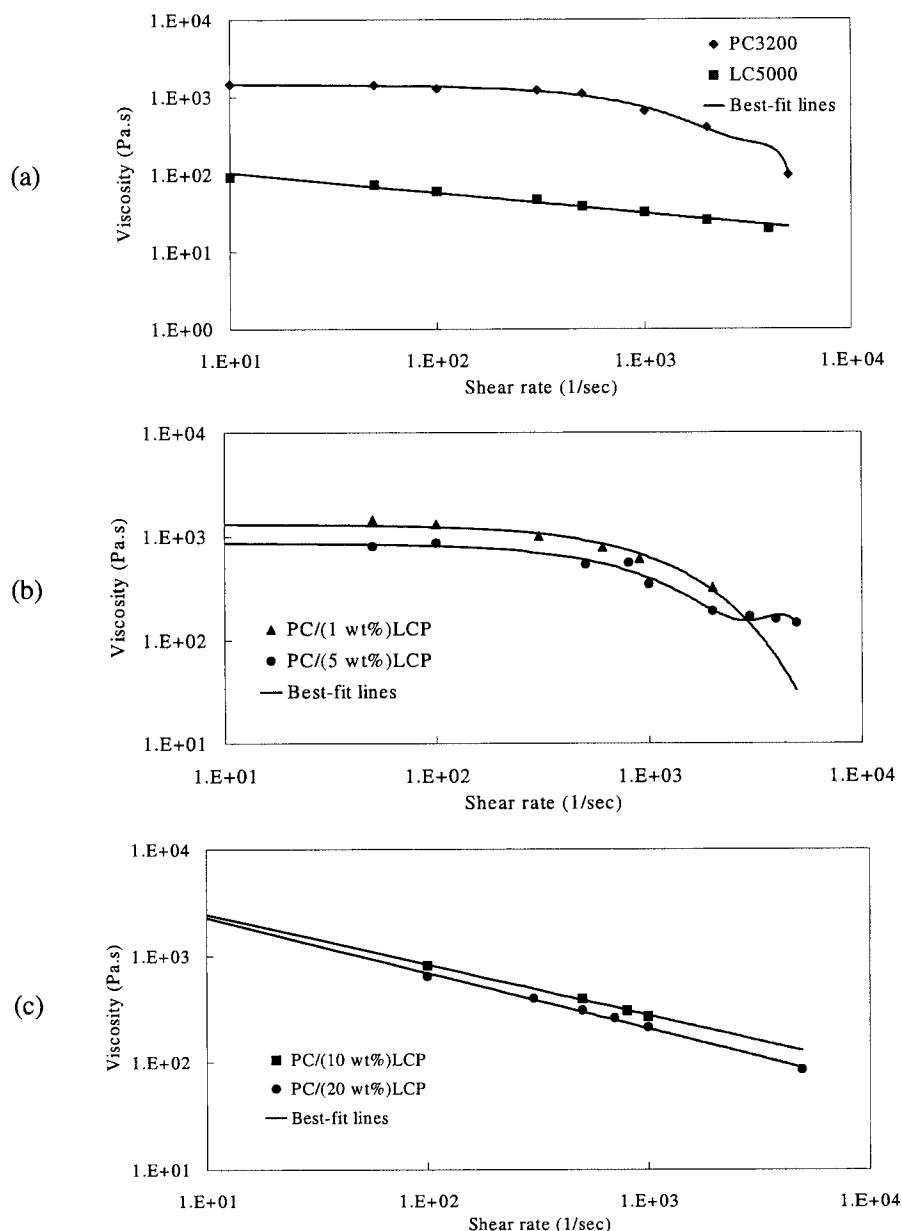 (a)
Viscosity (Pa.s)
1.E+04
1.E+03
1.E+02
1.E+01
1.E+00
PC3200
LC5000
Best-fit lines
1.E+01 1.E+02 1.E+03 1.E+04
Shear rate (1/sec)
(b)
Viscosity (Pa.s)
1.E+04
1.E+03
1.E+02
1.E+01
PC/(1 wt%)LCP
PC/(5 wt%)LCP
Best-fit lines
1.E+01 1.E+02 1.E+03 1.E+04
Shear rate (1/sec)
(c)
Viscosity (Pa.s)
1.E+04
1.E+03
1.E+02
1.E+01
PC/(10 wt%)LCP
PC/(20 wt%)LCP
Best-fit lines
1.E+01 1.E+02 1.E+03 1.E+04
Shear rate (1/sec)